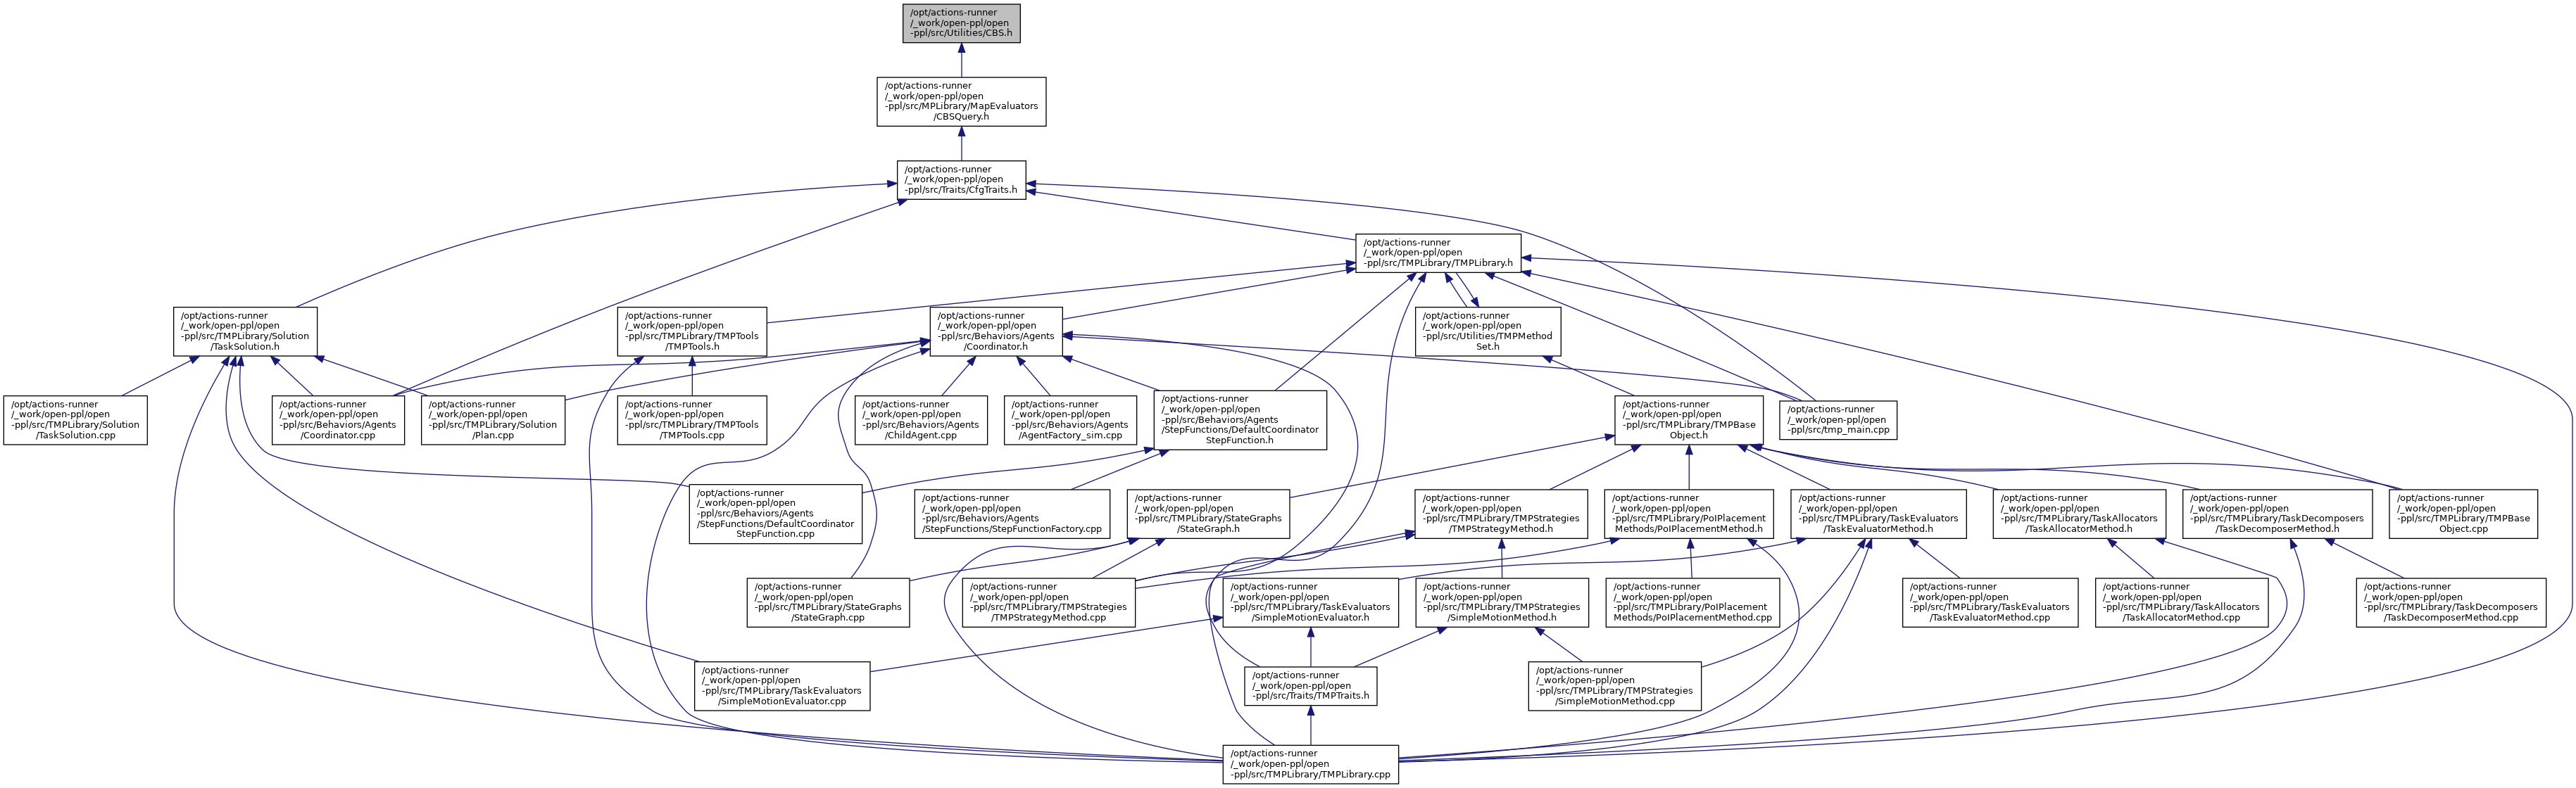 /opt/actions-runner
/_work/open-ppl/open
-ppl/src/Utilities/CBS.h
/opt/actions-runner
/_work/open-ppl/open
-ppl/src/MPLibrary/MapEvaluators
/CBSQuery.h
/opt/actions-runner
/_work/open-ppl/open
-ppl/src/Traits/CfgTraits.h
/opt/actions-runner
/_work/open-ppl/open
-ppl/src/TMPLibrary/TMPLibrary.h
/opt/actions-runner
/_work/open-ppl/open
-ppl/src/TMPLibrary/Solution
/TaskSolution.h
/opt/actions-runner
/_work/open-ppl/open
-ppl/src/TMPLibrary/TMPTools
/TMPTools.h
/opt/actions-runner
/_work/open-ppl/open
-ppl/src/Behaviors/Agents
/Coordinator.h
/opt/actions-runner
/_work/open-ppl/open
-ppl/src/Utilities/TMPMethod
Set.h
/opt/actions-runner
/_work/open-ppl/open
-ppl/src/TMPLibrary/Solution
/TaskSolution.cpp
/opt/actions-runner
/_work/open-ppl/open
-ppl/src/Behaviors/Agents
/Coordinator.cpp
/opt/actions-runner
/_work/open-ppl/open
-ppl/src/TMPLibrary/Solution
/Plan.cpp
/opt/actions-runner
/_work/open-ppl/open
-ppl/src/TMPLibrary/TMPTools
/TMPTools.cpp
/opt/actions-runner
/_work/open-ppl/open
-ppl/src/Behaviors/Agents
/ChildAgent.cpp
/opt/actions-runner
/_work/open-ppl/open
-ppl/src/Behaviors/Agents
/AgentFactory_sim.cpp
/opt/actions-runner
/_work/open-ppl/open
-ppl/src/Behaviors/Agents
/StepFunctions/DefaultCoordinator
StepFunction.h
/opt/actions-runner
/_work/open-ppl/open
-ppl/src/TMPLibrary/TMPBase
Object.h
/opt/actions-runner
/_work/open-ppl/open
-ppl/src/tmp_main.cpp
/opt/actions-runner
/_work/open-ppl/open
-ppl/src/Behaviors/Agents
/StepFunctions/DefaultCoordinator
StepFunction.cpp
/opt/actions-runner
/_work/open-ppl/open
-ppl/src/Behaviors/Agents
/StepFunctions/StepFunctionFactory.cpp
/opt/actions-runner
/_work/open-ppl/open
-ppl/src/TMPLibrary/StateGraphs
/StateGraph.h
/opt/actions-runner
/_work/open-ppl/open
-ppl/src/TMPLibrary/TMPStrategies
/TMPStrategyMethod.h
/opt/actions-runner
/_work/open-ppl/open
-ppl/src/TMPLibrary/PoIPlacement
Methods/PoIPlacementMethod.h
/opt/actions-runner
/_work/open-ppl/open
-ppl/src/TMPLibrary/TaskEvaluators
/TaskEvaluatorMethod.h
/opt/actions-runner
/_work/open-ppl/open
-ppl/src/TMPLibrary/TaskAllocators
/TaskAllocatorMethod.h
/opt/actions-runner
/_work/open-ppl/open
-ppl/src/TMPLibrary/TaskDecomposers
/TaskDecomposerMethod.h
/opt/actions-runner
/_work/open-ppl/open
-ppl/src/TMPLibrary/TMPBase
Object.cpp
/opt/actions-runner
/_work/open-ppl/open
-ppl/src/TMPLibrary/StateGraphs
/StateGraph.cpp
/opt/actions-runner
/_work/open-ppl/open
-ppl/src/TMPLibrary/TMPStrategies
/TMPStrategyMethod.cpp
/opt/actions-runner
/_work/open-ppl/open
-ppl/src/TMPLibrary/TaskEvaluators
/SimpleMotionEvaluator.h
/opt/actions-runner
/_work/open-ppl/open
-ppl/src/TMPLibrary/TMPStrategies
/SimpleMotionMethod.h
/opt/actions-runner
/_work/open-ppl/open
-ppl/src/TMPLibrary/PoIPlacement
Methods/PoIPlacementMethod.cpp
/opt/actions-runner
/_work/open-ppl/open
-ppl/src/TMPLibrary/TaskEvaluators
/TaskEvaluatorMethod.cpp
/opt/actions-runner
/_work/open-ppl/open
-ppl/src/TMPLibrary/TaskAllocators
/TaskAllocatorMethod.cpp
/opt/actions-runner
/_work/open-ppl/open
-ppl/src/TMPLibrary/TaskDecomposers
/TaskDecomposerMethod.cpp
/opt/actions-runner
/_work/open-ppl/open
-ppl/src/TMPLibrary/TaskEvaluators
/SimpleMotionEvaluator.cpp
/opt/actions-runner
/_work/open-ppl/open
-ppl/src/Traits/TMPTraits.h
/opt/actions-runner
/_work/open-ppl/open
-ppl/src/TMPLibrary/TMPStrategies
/SimpleMotionMethod.cpp
/opt/actions-runner
/_work/open-ppl/open
-ppl/src/TMPLibrary/TMPLibrary.cpp